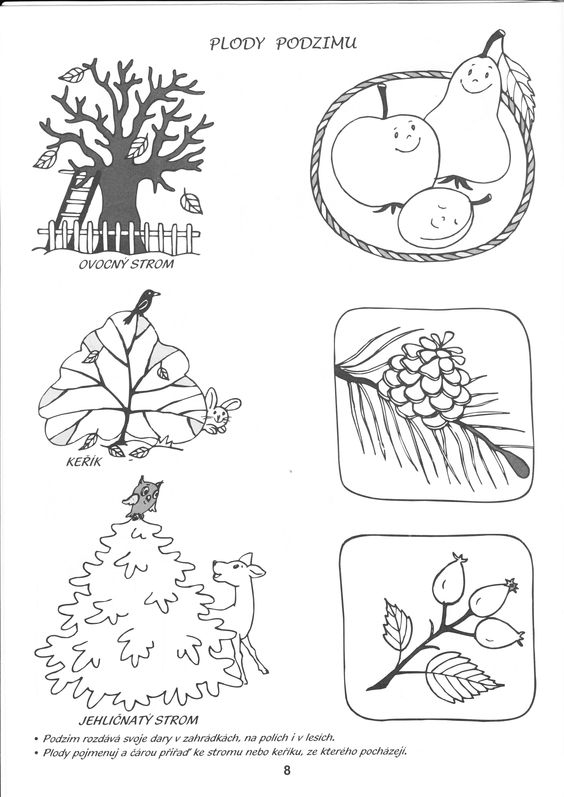 PLODY PODZIMU
OVOCNÝ STROM
KEŘÍK
JEHLIČNATÝ STROM
• Podzim rozdává svoje dary v zahrádkách, na polích i v lesích.
• Plody pojmenuj a čárou přiřaď ke stromu nebo keříku, ze kterého pocházejí.
8